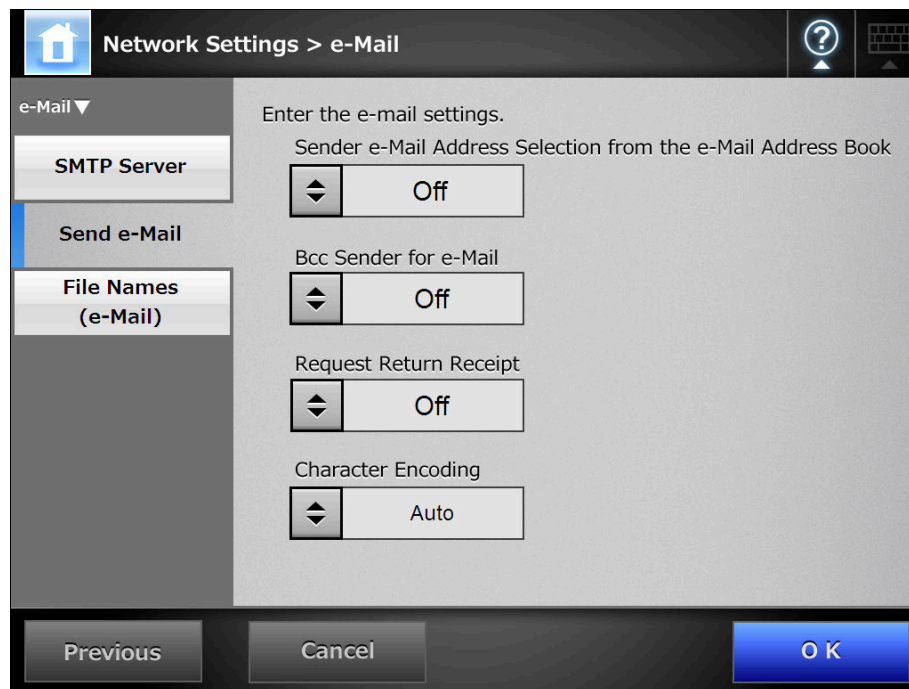 Network Settings > e-Mail
?
e-Mail▼
SMTP Server
Send e-Mail
File Names
(e-Mail)
Enter the e-mail settings.
Sender e-Mail Address Selection from the e-Mail Address Book
Off
Bcc Sender for e-Mail
Off
Request Return Receipt
Off
Character Encoding
Auto
Previous
Cancel
OK